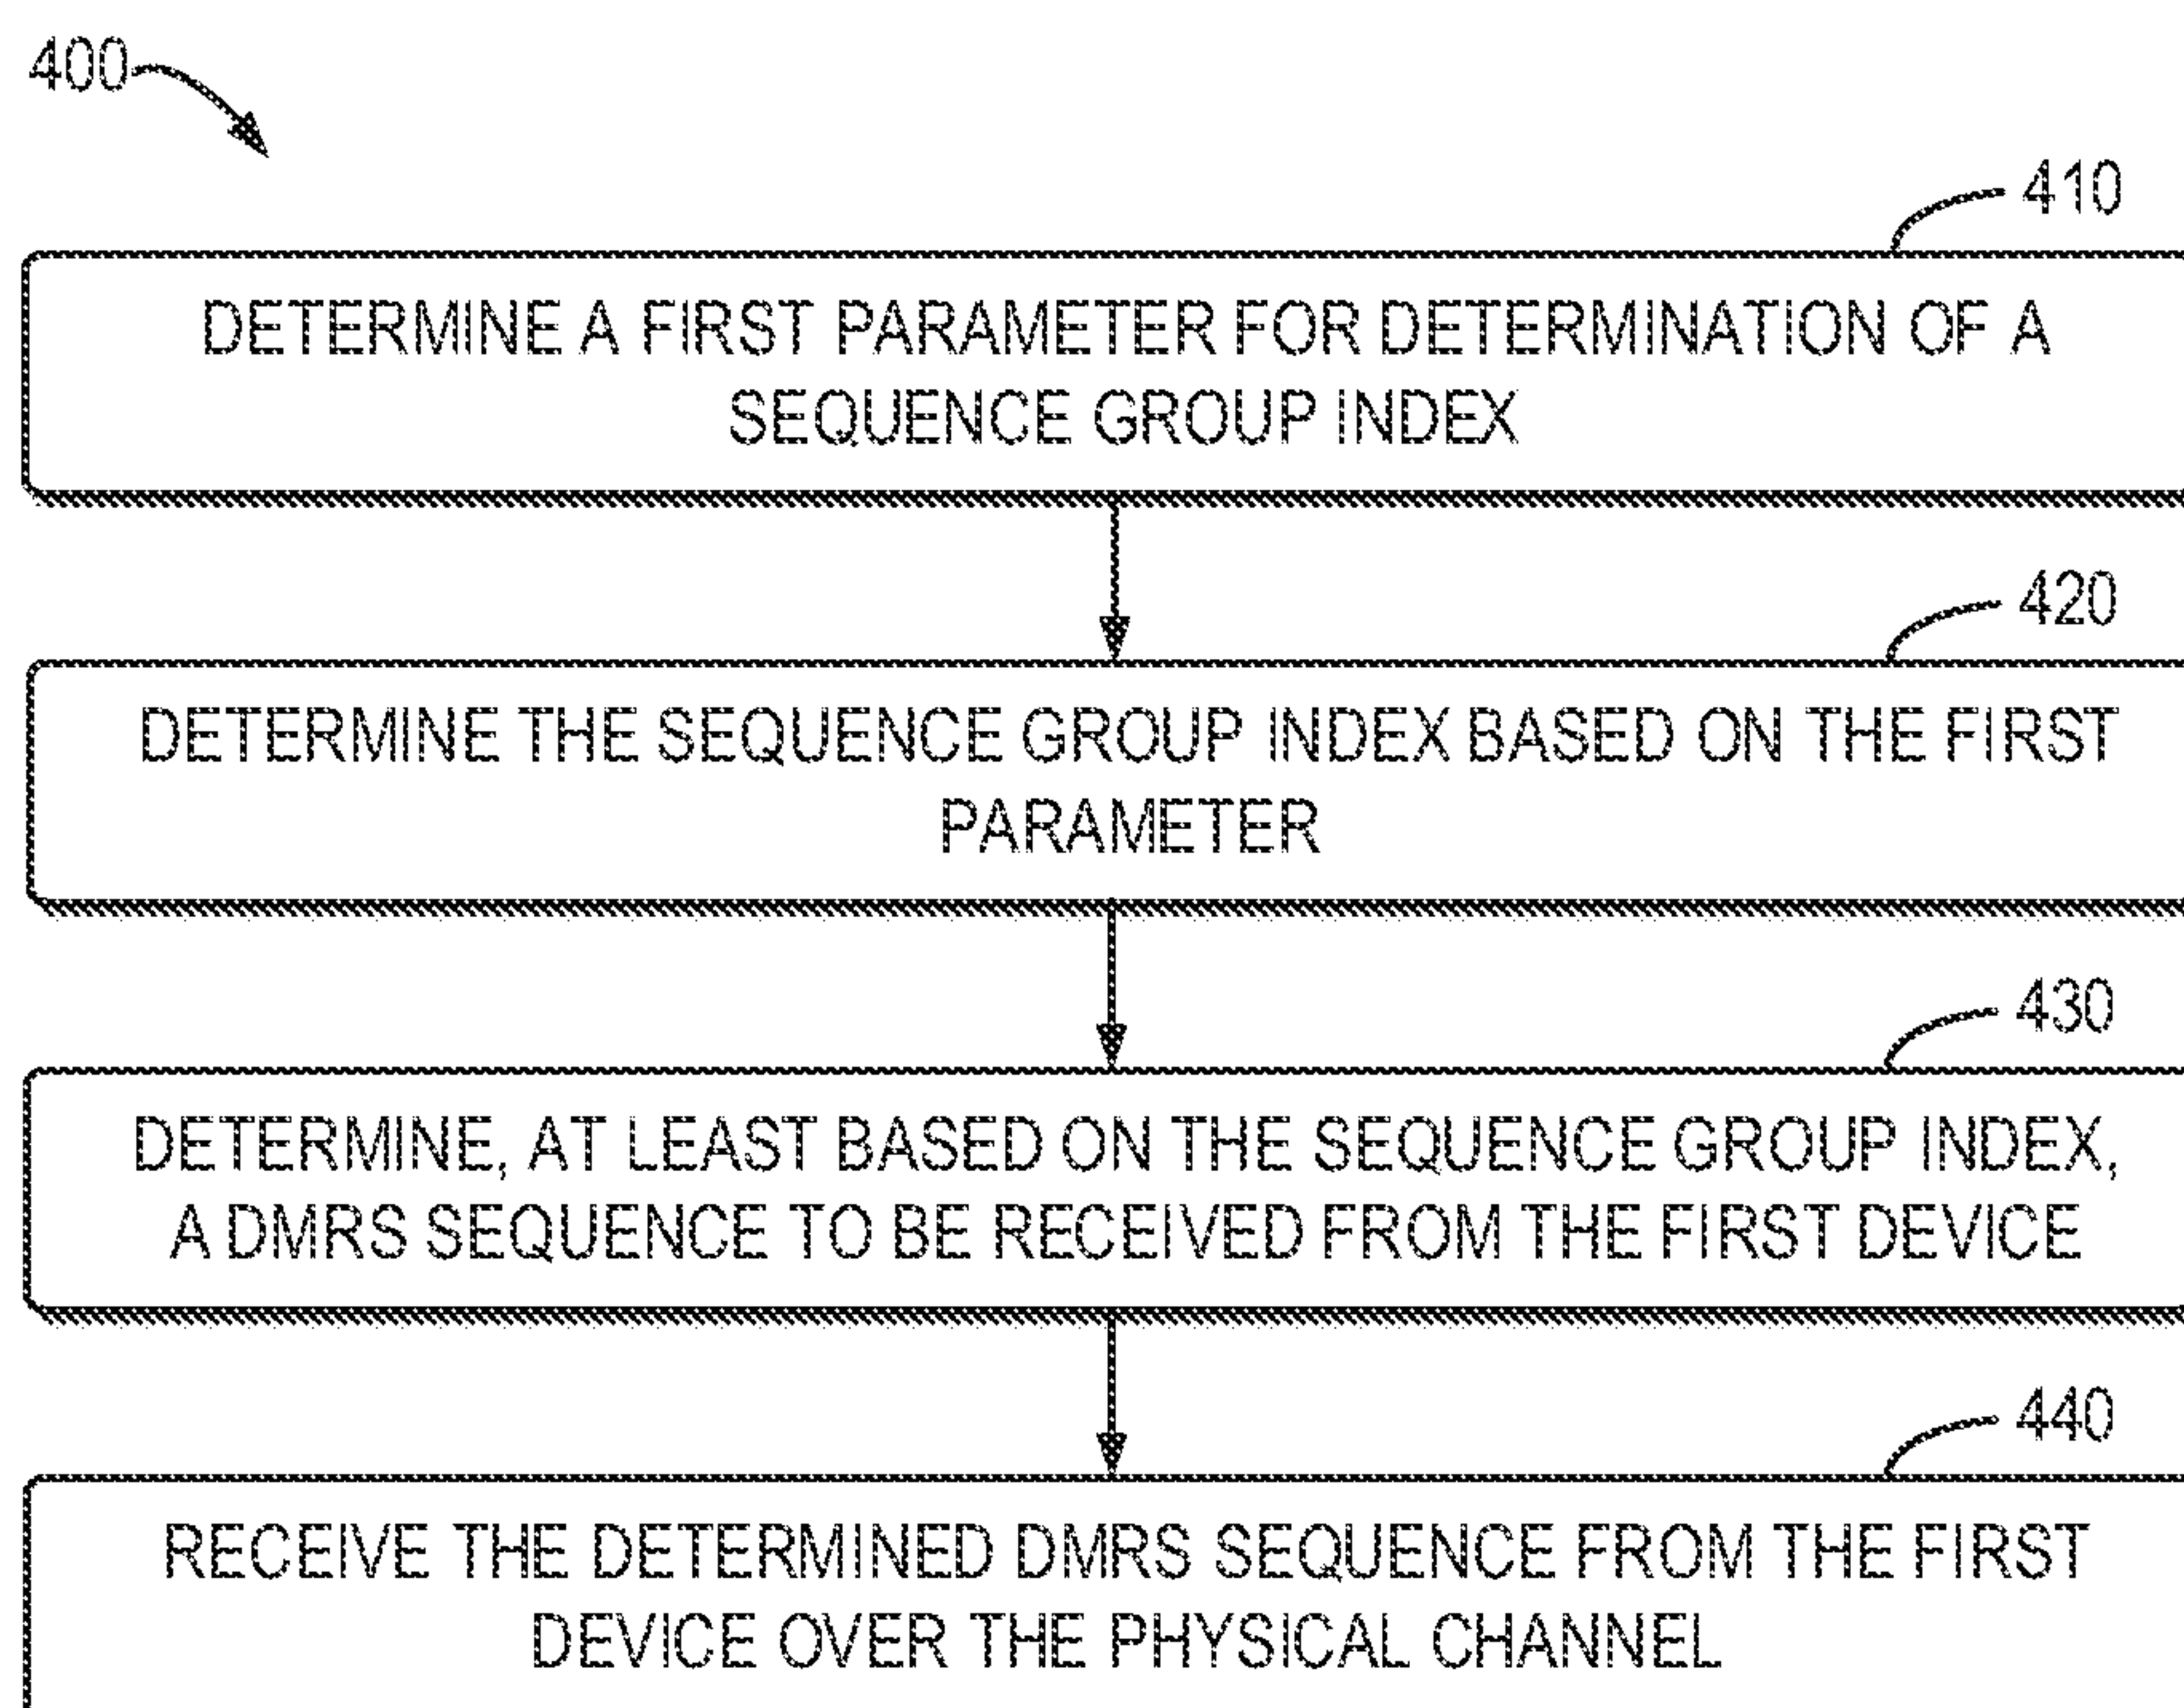 400
410
DETERMINE A FIRST PARAMETER FOR DETERMINATION OF A
SEQUENCE GROUP INDEX
420
DETERMINE THE SEQUENCE GROUP INDEX BASED ON THE FIRST
PARAMETER
430
DETERMINE, AT LEAST BASED ON THE SEQUENCE GROUP INDEX,
A DMRS SEQUENCE TO BE RECEIVED FROM THE FIRST DEVICE
440
RECEIVE THE DETERMINED DMRS SEQUENCE FROM THE FIRST
DEVICE OVER THE PHYSICAL CHANNEL